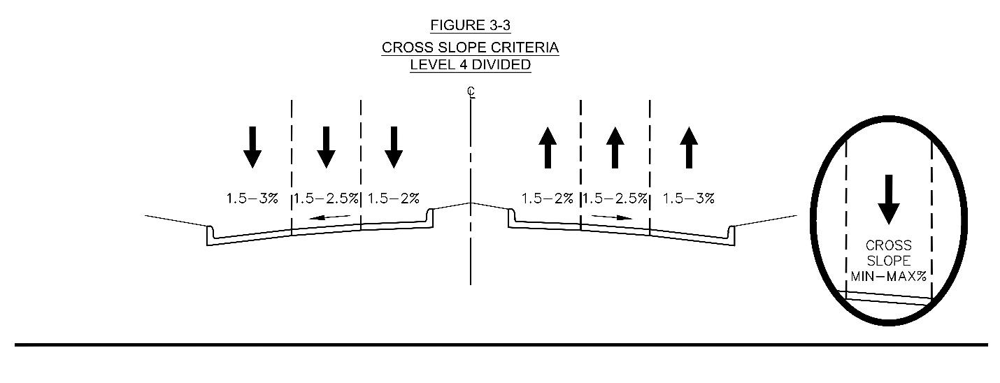 FIGURE 3-3
CROSS SLOPE CRITERIA
LEVEL 4 DIVIDED
℄
1.5-3% 1.5-2.5% 1.5-2% 1.5-2% 1.5-2.5% 1.5-3%
CROSS
SLOPE
MIN-MAX%